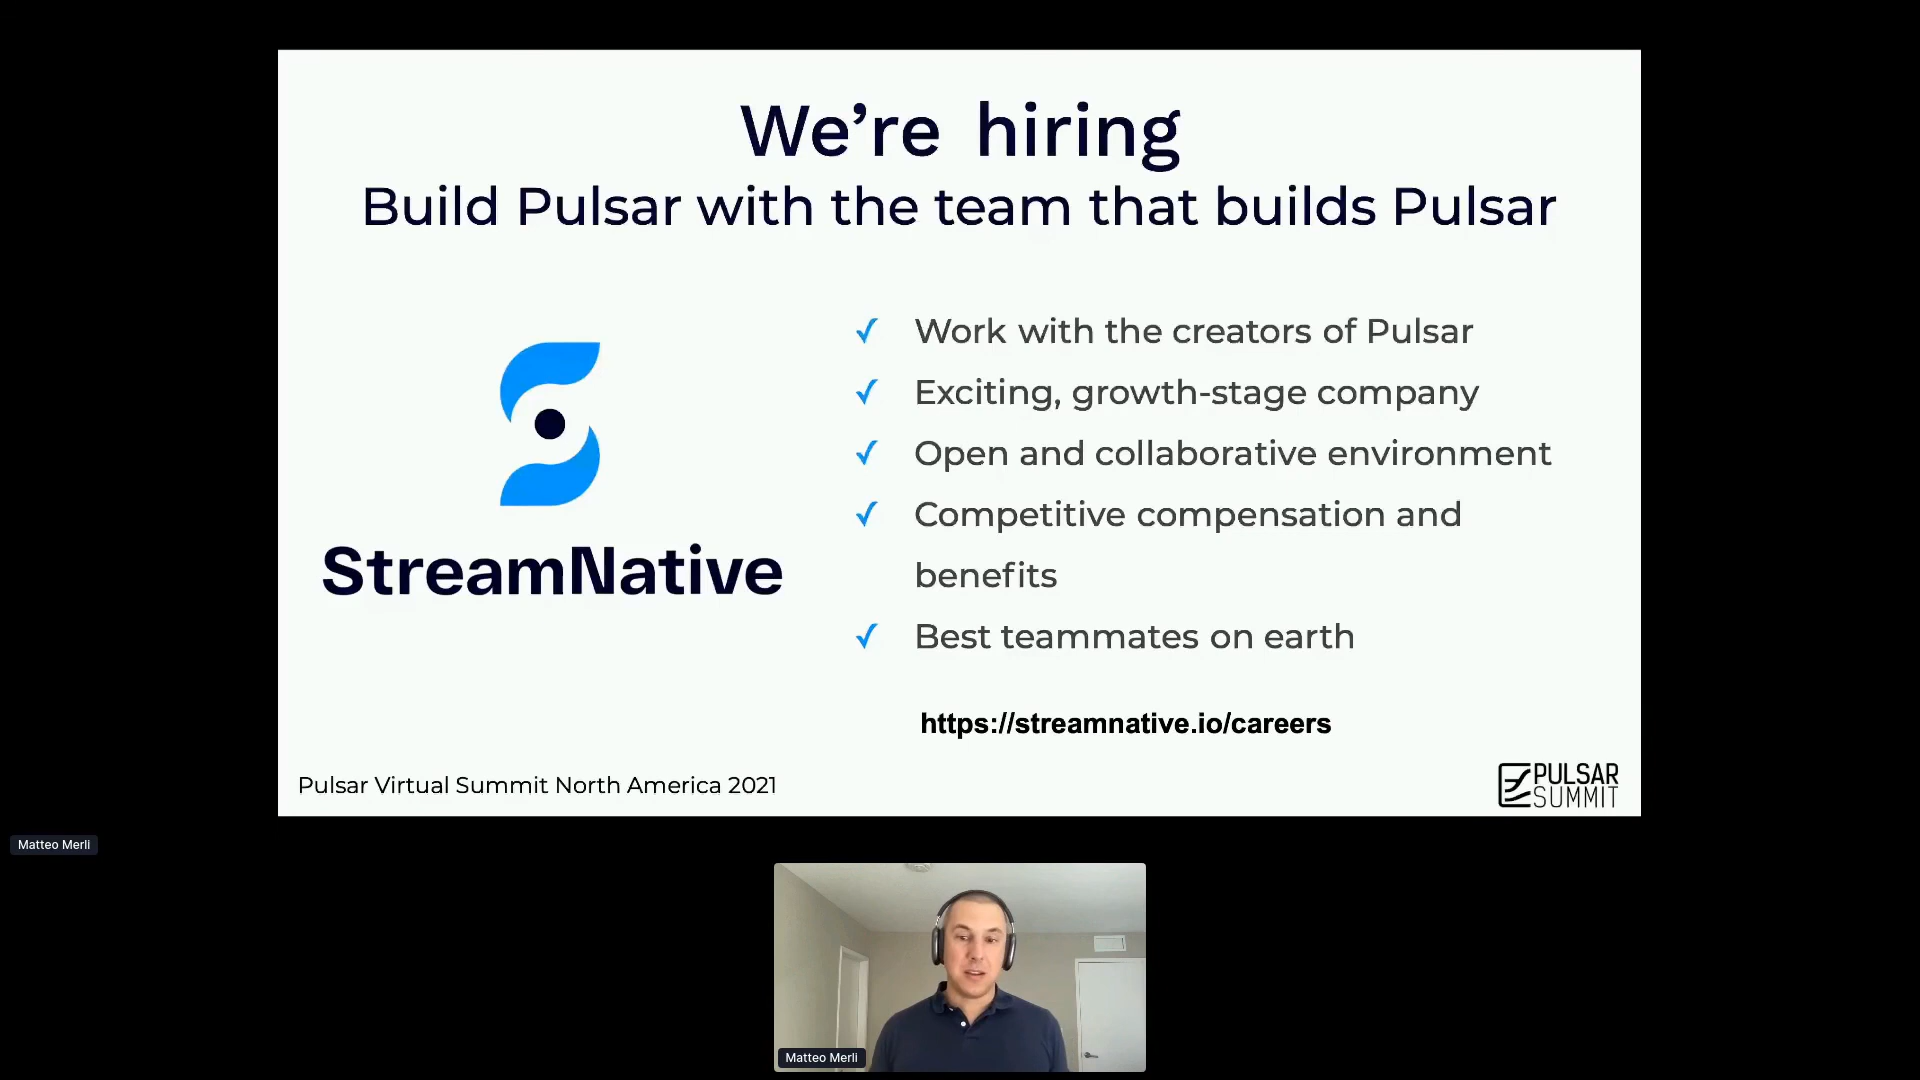 We’re hiring
Build Pulsar with the team that builds Pulsar
StreamNative
✓ Work with the creators of Pulsar
✓ Exciting, growth-stage company
✓ Open and collaborative environment
✓ Competitive compensation and
benefits
✓ Best teammates on earth
https://streamnative.io/careers
Pulsar Virtual Summit North America 2021
PULSAR
SUMMIT
Matteo Merli
Matteo Merli